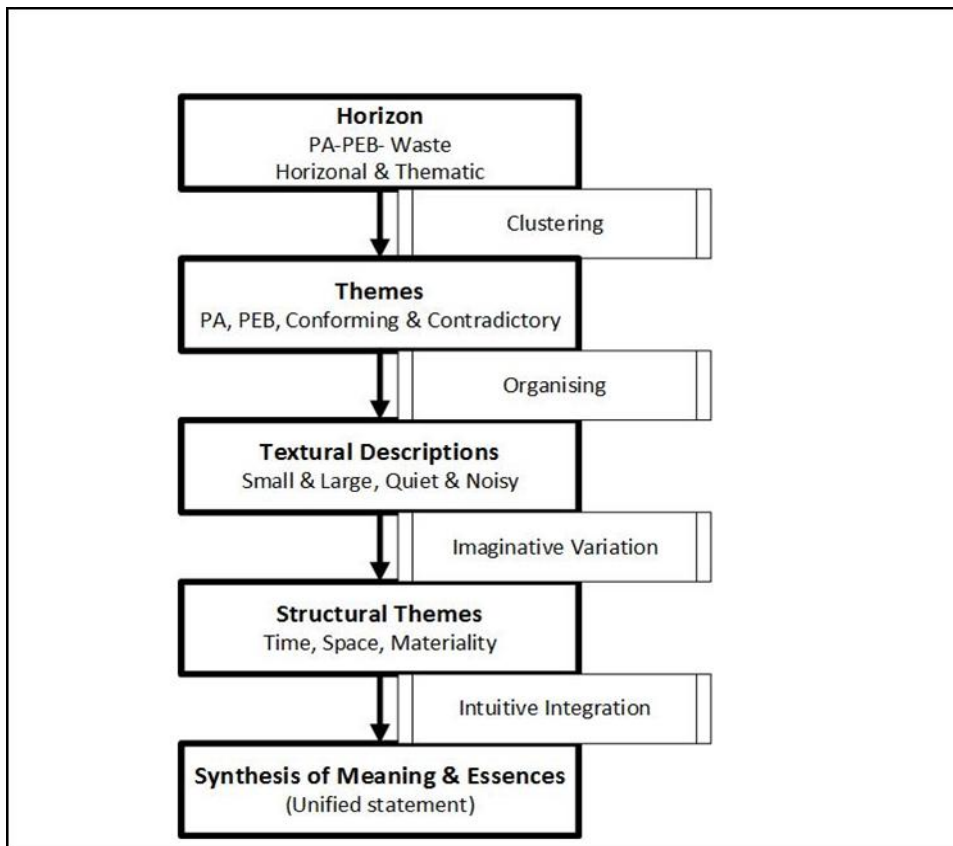 Horizon
PA-PEB- Waste
Horizonal & Thematic
Clustering
Themes
PA, PEB, Conforming & Contradictory
Organising
Textural Descriptions
Small & Large, Quiet & Noisy
Imaginative Variation
Structural Themes
Time, Space, Materiality
Intuitive Integration
Synthesis of Meaning & Essences
(Unified statement)